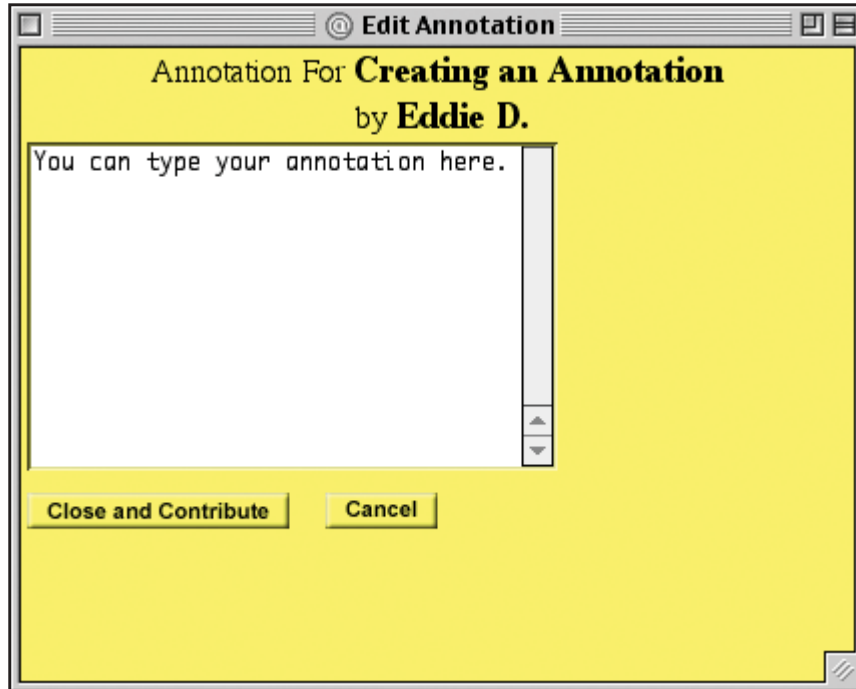 Edit Annotation
Annotation For Creating an Annotation
by Eddie D.
You can type your annotation here.
Close and Contribute Cancel